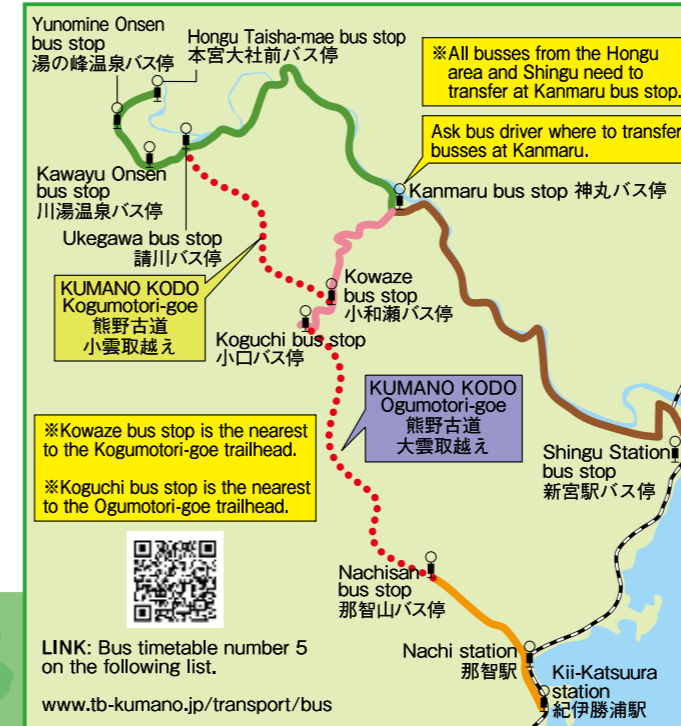 Yunomine Onsen
bus stop
湯の峰温泉バス停
Hongu Taisha-mae bus stop
本宮大社前バス停
※All busses from the Hongu
area and Shingu need to
transfer at Kanmaru bus stop.
Ask bus driver where to transfer
busses at Kanmaru.
Kawayu Onsen
bus stop
川湯温泉バス停
Kanmaru bus stop 神丸バス停
Ukegawa bus stop
請川バス停
KUMANO KODO
Kogumotori-goe
熊野古道
小雲取越え
Kowaze
bus stop
小和瀬バス停
Koguchi bus stop
小口バス停
KUMANO KODO
Ogumotori-goe
熊野古道
大雲取越え
※Kowaze bus stop is the nearest
to the Kogumotori-goe trailhead.
※Koguchi bus stop is the nearest
to the Ogumotori-goe trailhead.
Shingu Station
bus stop
新宮駅バス停
Nachisan
bus stop
那智山バス停
LINK: Bus timetable number 5
on the following list.
www.tb-kumano.jp/transport/bus
Nachi station
那智駅
Kii-Katsuura
station
紀伊勝浦駅